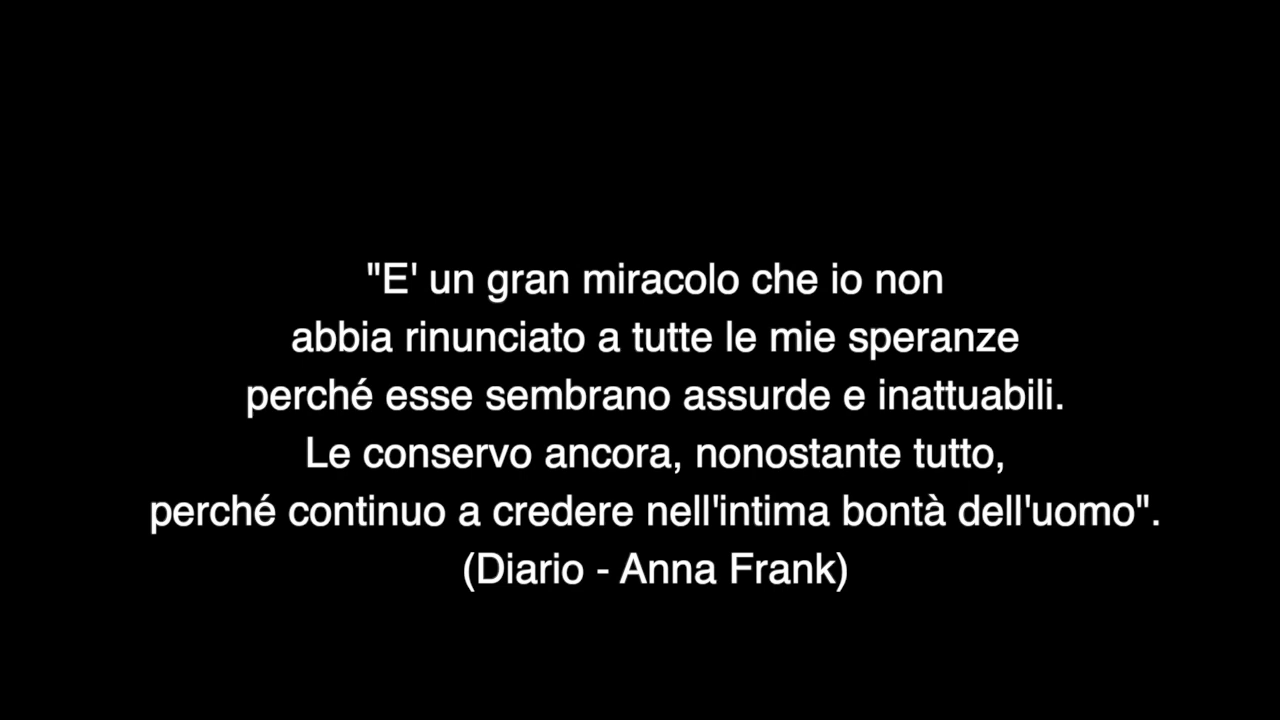 "E' un gran miracolo che io non
abbia rinunciato a tutte le mie speranze
perché esse sembrano assurde e inattuabili.
Le conservo ancora, nonostante tutto,
perché continuo a credere nell'intima bontà dell'uomo".
(Diario - Anna Frank)